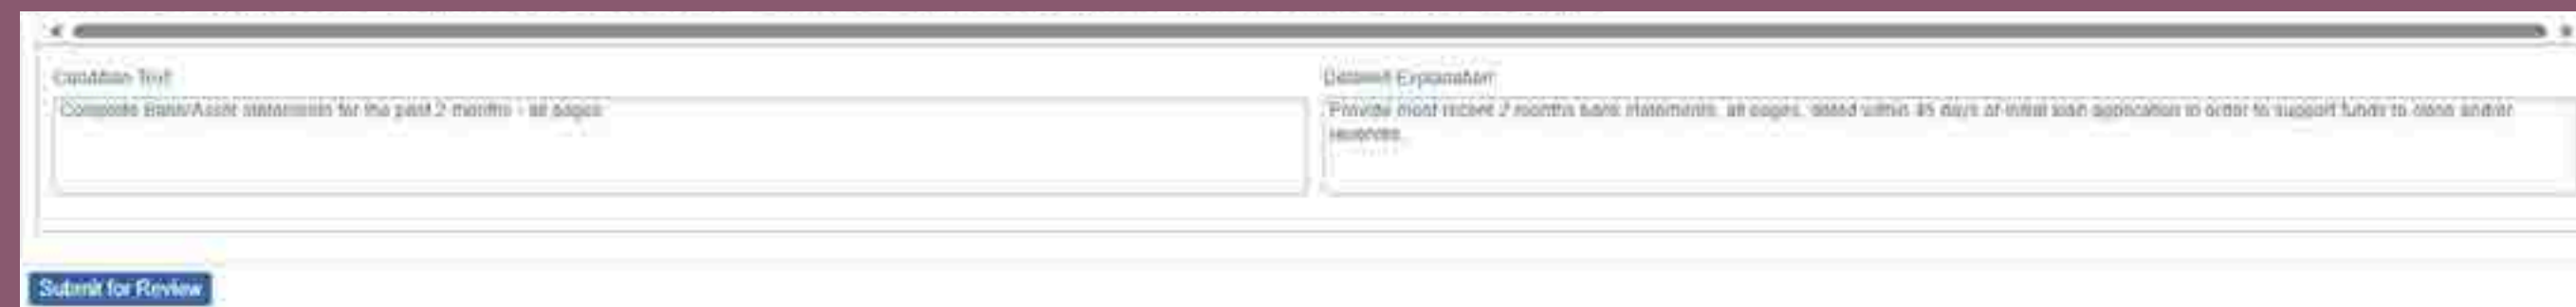 Condition Text
Detailed Explanation
Complete Bank/Asset statements for the past 2 months - all pages
Provide most recent 2 months bank statements, all pages, dated within 45 days of initial loan application in order to support funds to close and/or
reserves.
Submit for Review